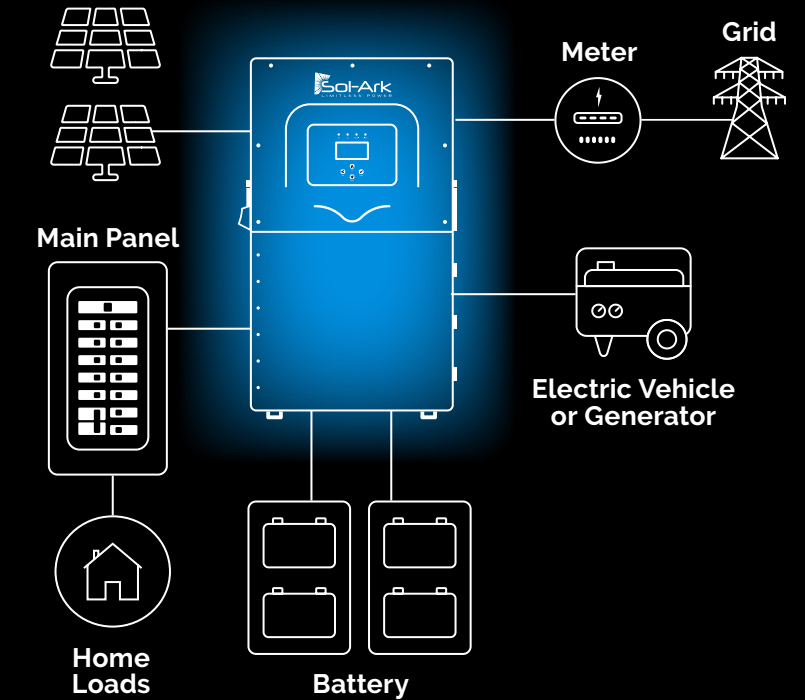 Grid
Meter
Sol-Ark
LIMITLESS POWER
Main Panel
Electric Vehicle
or Generator
Home
Loads
Battery